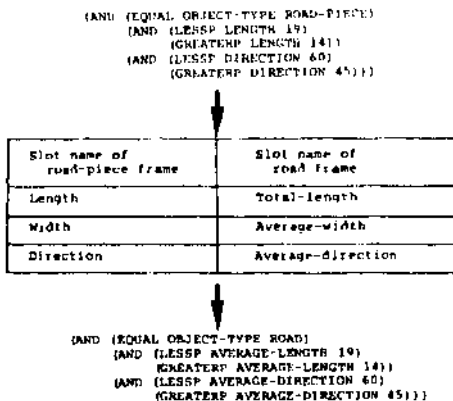 (AND (EQUAL OBJECT-TYPE ROAD-PIECE)
(AND (LESSP LENGTH 19)
(GREATERP LENGTH 14))
(AND (LESSP DIRECTION 60)
(GREATERP DIRECTION 45)))
Slot name of road-piece frame Slot name of road frame
Length Total-length
Width Average-width
Direction Average-direction
(AND (EQUAL OBJECT-TYPE ROAD)
(AND (LESSP AVERAGE-LENGTH 19)
(GREATERP AVERAGE-LENGTH 14))
(AND (LESSP AVERAGE-DIRECTION 60)
(GREATERP AVERAGE-DIRECTION 45)))